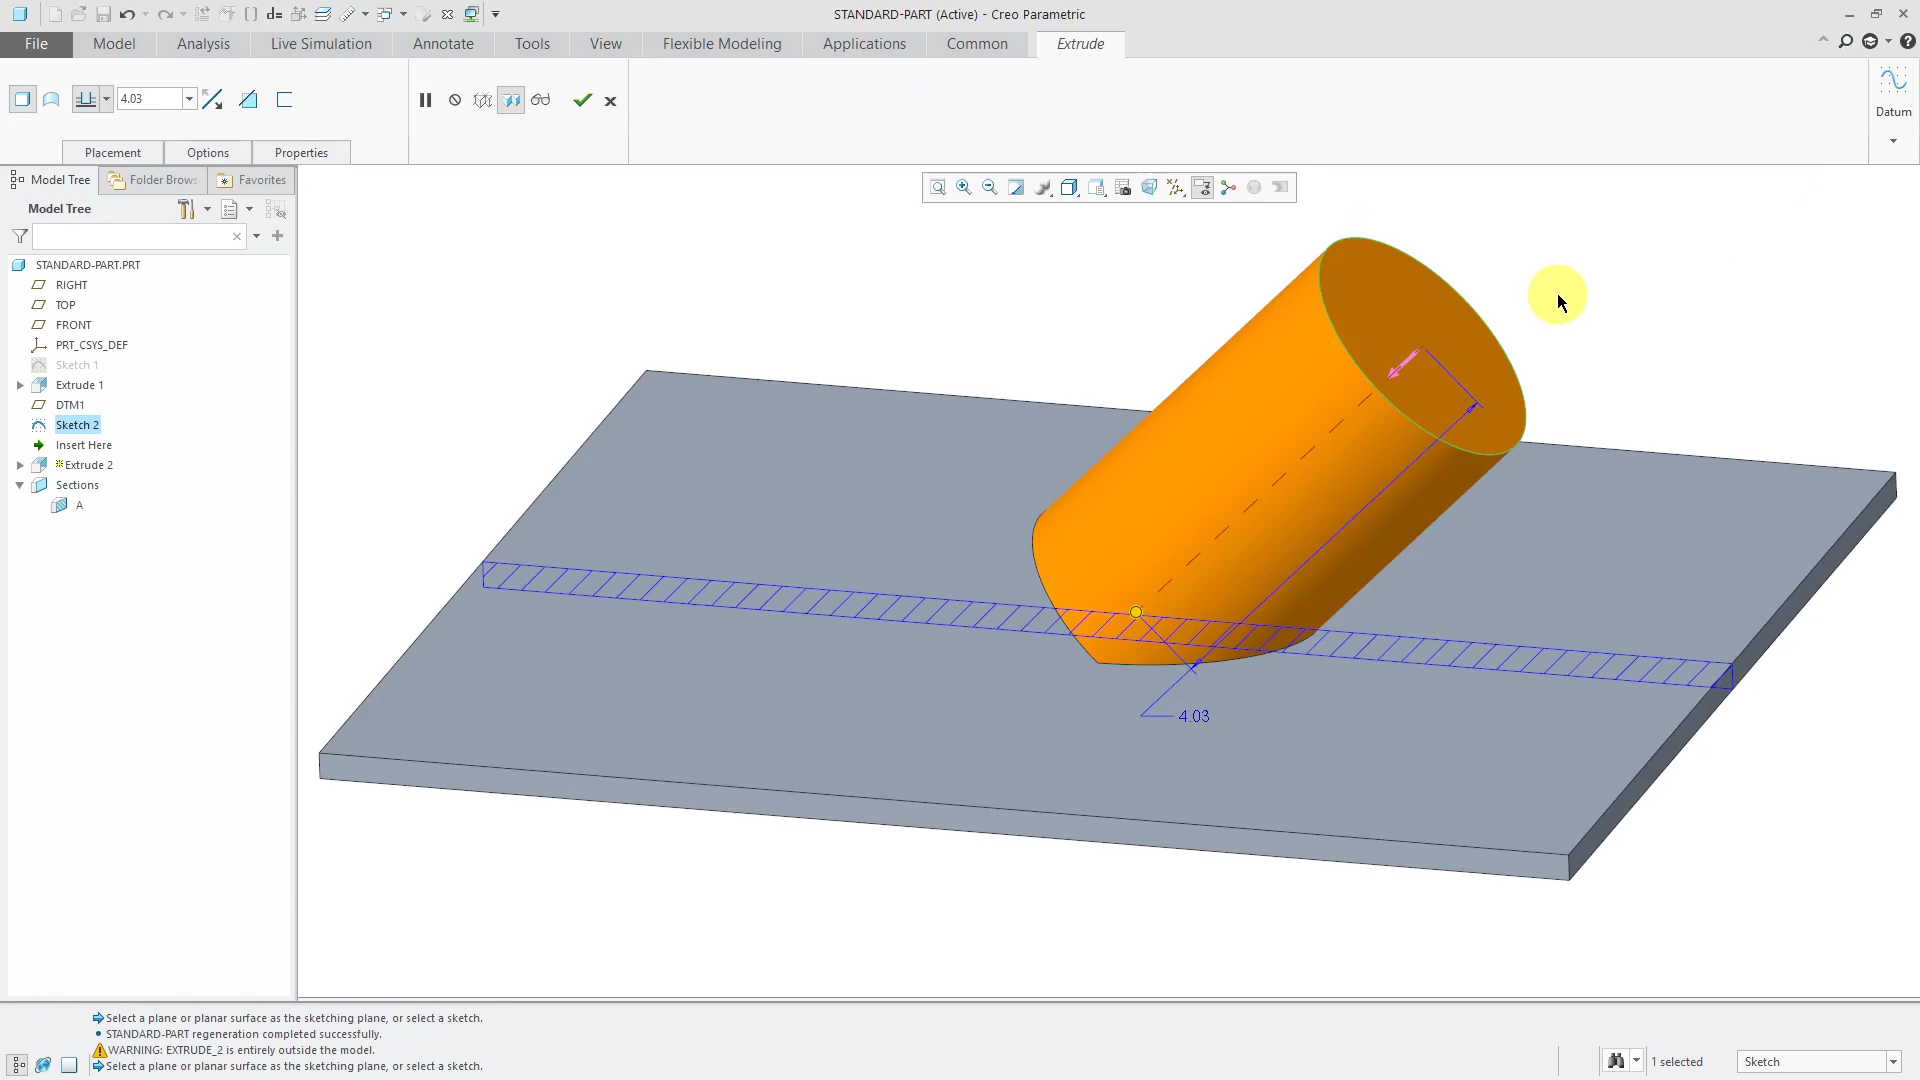 STANDARD-PART (Active) - Creo Parametric
File
Model
Analysis
Live Simulation
Annotate
Tools
View
Flexible Modeling
Applications
Common
Extrude
4.03
Datum
Placement
Options
Properties
Model Tree
Folder Brows
Favorites
Model Tree
STANDARD-PART.PRT
RIGHT
TOP
FRONT
PRT_CSYS_DEF
Sketch 1
Extrude 1
DTM1
Sketch 2
Insert Here
Extrude 2
Sections
A
4.03
Select a plane or planar surface as the sketching plane, or select a sketch.
STANDARD-PART regeneration completed successfully.
WARNING: EXTRUDE_2 is entirely outside the model.
Select a plane or planar surface as the sketching plane, or select a sketch.
1 selected
Sketch